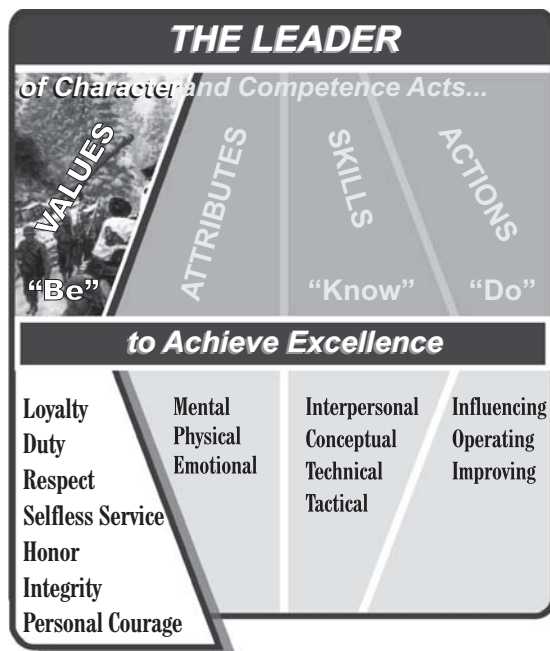 THE LEADER
of Character and Competence Acts...
VALUES
ATTRIBUTES
SKILLS
ACTIONS
“Be”
“Know”
“Do”
to Achieve Excellence
Loyalty
Duty
Respect
Selfless Service
Honor
Integrity
Personal Courage
Mental
Physical
Emotional
Interpersonal
Conceptual
Technical
Tactical
Influencing
Operating
Improving